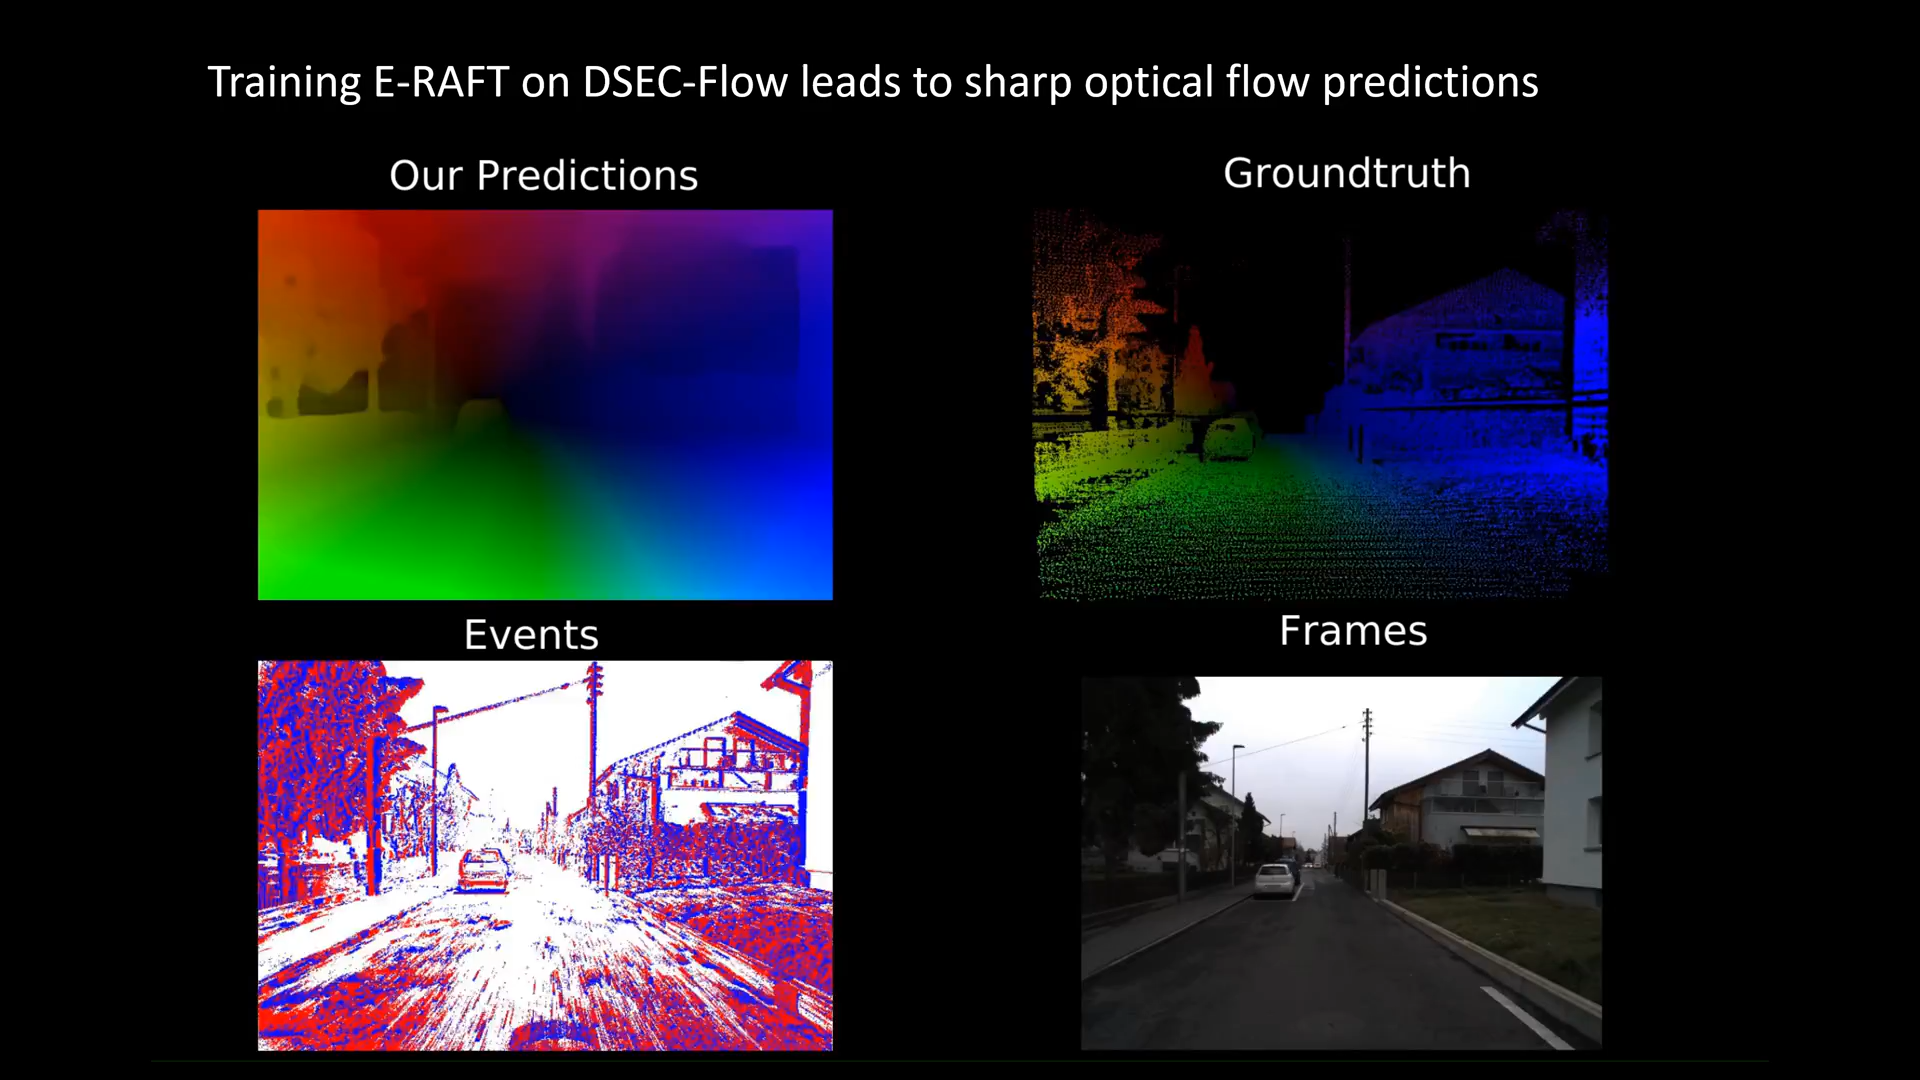 Training E-RAFT on DSEC-Flow leads to sharp optical flow predictions
Our Predictions
Groundtruth
Events
Frames